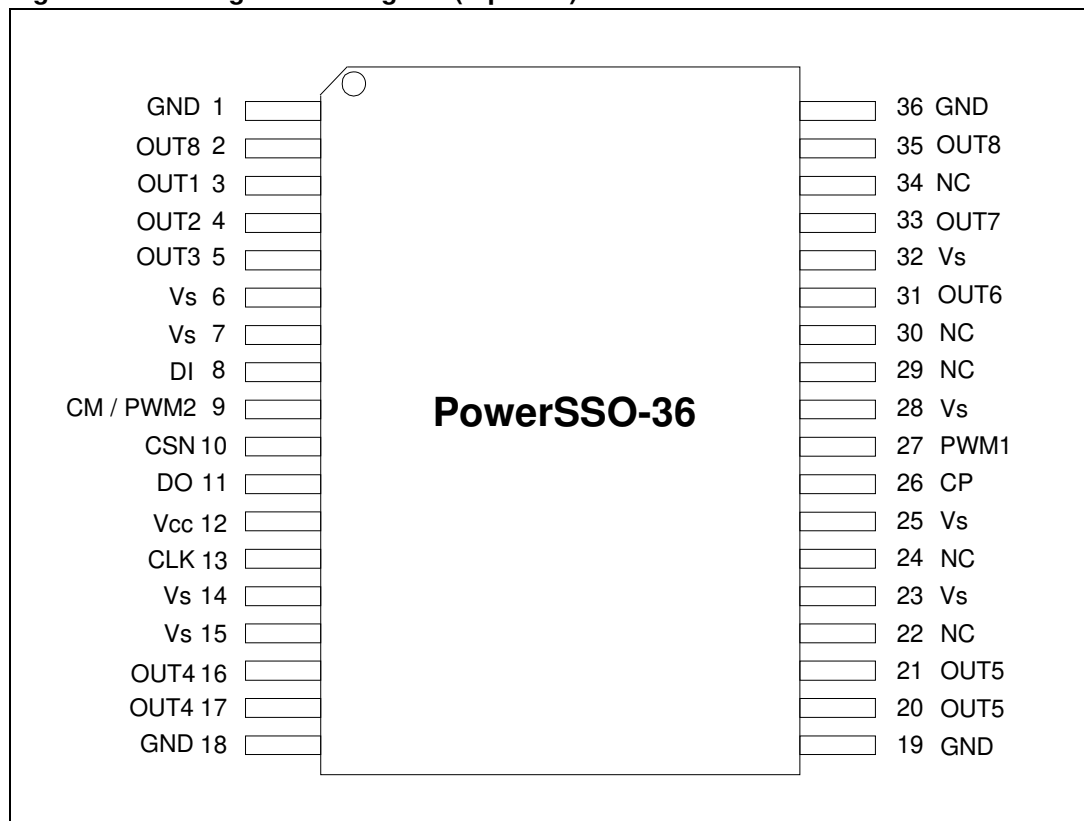 GND 1
OUT8 2
OUT1 3
OUT2 4
OUT3 5
Vs 6
Vs 7
DI 8
CM / PWM2 9
CSN 10
DO 11
Vcc 12
CLK 13
Vs 14
Vs 15
OUT4 16
OUT4 17
GND 18
PowerSSO-36
36 GND
35 OUT8
34 NC
33 OUT7
32 Vs
31 OUT6
30 NC
29 NC
28 Vs
27 PWM1
26 CP
25 Vs
24 NC
23 Vs
22 NC
21 OUT5
20 OUT5
19 GND